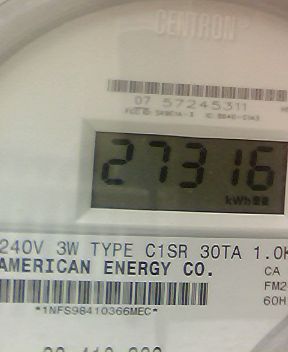 CENTRON
07 57245311
27316
kWh
240V 3W TYPE C1SR 30TA 1.0K
AMERICAN ENERGY CO.
CA
FM2
60H
*1NFS98410366MEC*